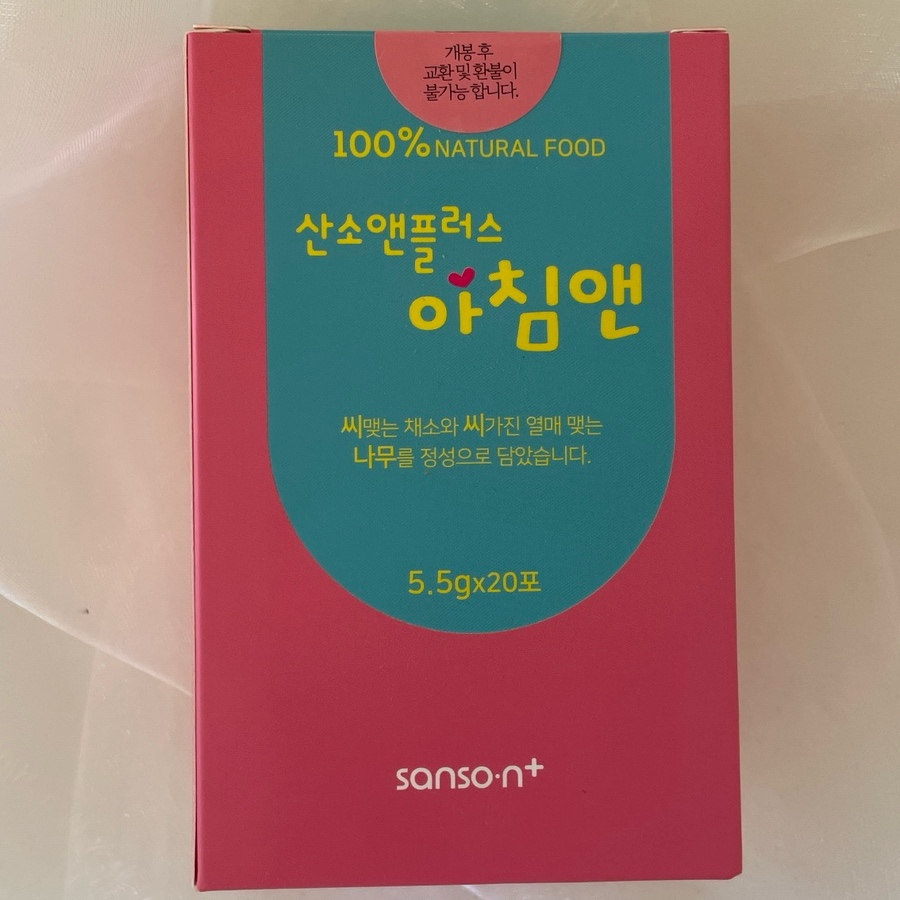 개봉 후
교환 및 환불이
불가능 합니다.
100% NATURAL FOOD
산소앤플러스
아침앤
씨맺는 채소와 씨가진 열매 맺는
나무를 정성으로 담았습니다.
5.5gx20포
sanso·n+